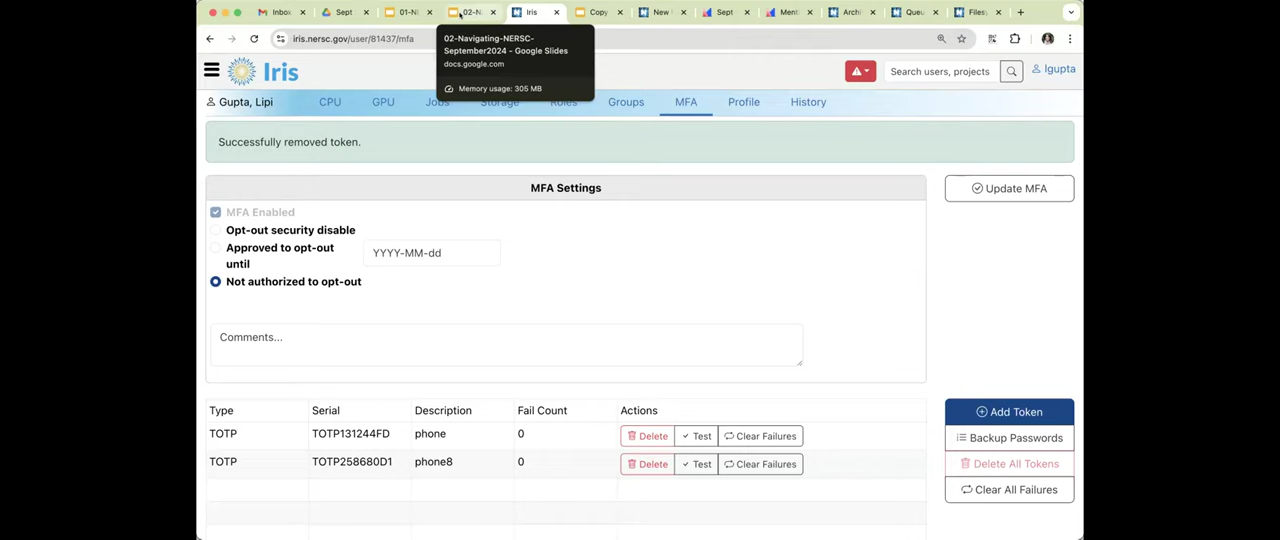 Inbox
Sept
01-N
02-N
Iris
Copy
New
Sept
Ment
Archi
Queu
Files
iris.nersc.gov/user/81437/mfa
02-Navigating-NERSC-
September2024 - Google Slides
docs.google.com
Memory usage: 305 MB
Iris
Search users, projects
lgupta
Gupta, Lipi
CPU
GPU
Jobs
Storage
Roles
Groups
MFA
Profile
History
Successfully removed token.
MFA Settings
Update MFA
MFA Enabled
Opt-out security disable
Approved to opt-out
until
YYYY-MM-dd
Not authorized to opt-out
Comments...
Type Serial Description Fail Count Actions
TOTP TOTP131244FD phone 0 Delete Test Clear Failures
TOTP TOTP258680D1 phone8 0 Delete Test Clear Failures
Add Token
Backup Passwords
Delete All Tokens
Clear All Failures